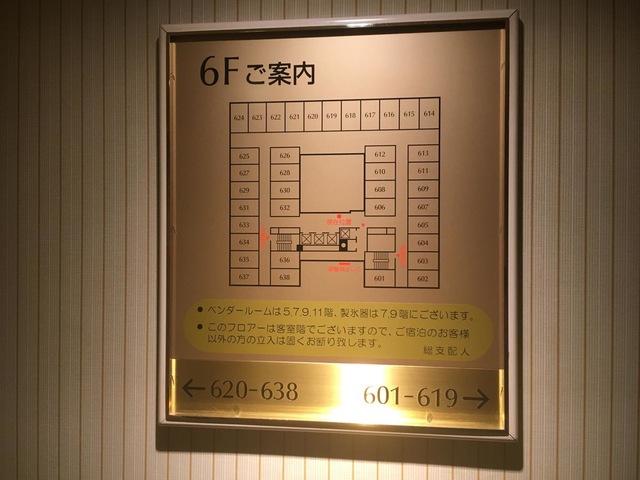 6Fご案内
624 623 622 621 620 619 618 617 616 615 614
625 626 612 613
627 628 610 611
629 630 608 609
631 632 606 607
633 605
634 604
635 636 603
637 638 601 602
現在位置
● ベンダールームは5,7,9,11階、製氷器は7,9階にございます。
● このフロアーは客室階でございますので、ご宿泊のお客様
以外の方の立入は固くお断り致します。
総支配人
←620-638 601-619→